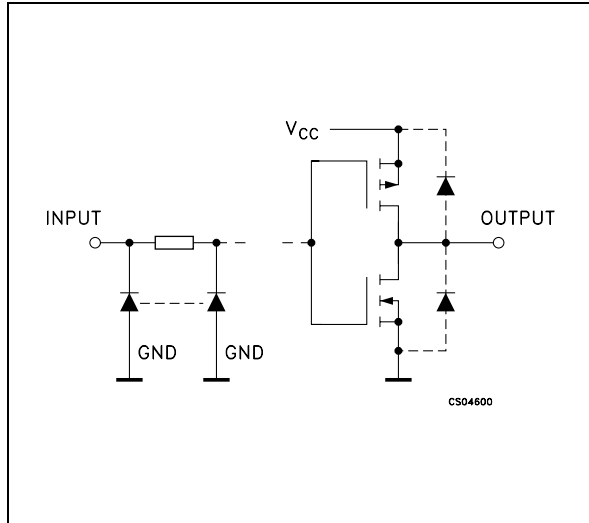 VCC
INPUT
OUTPUT
GND
GND
CS04600